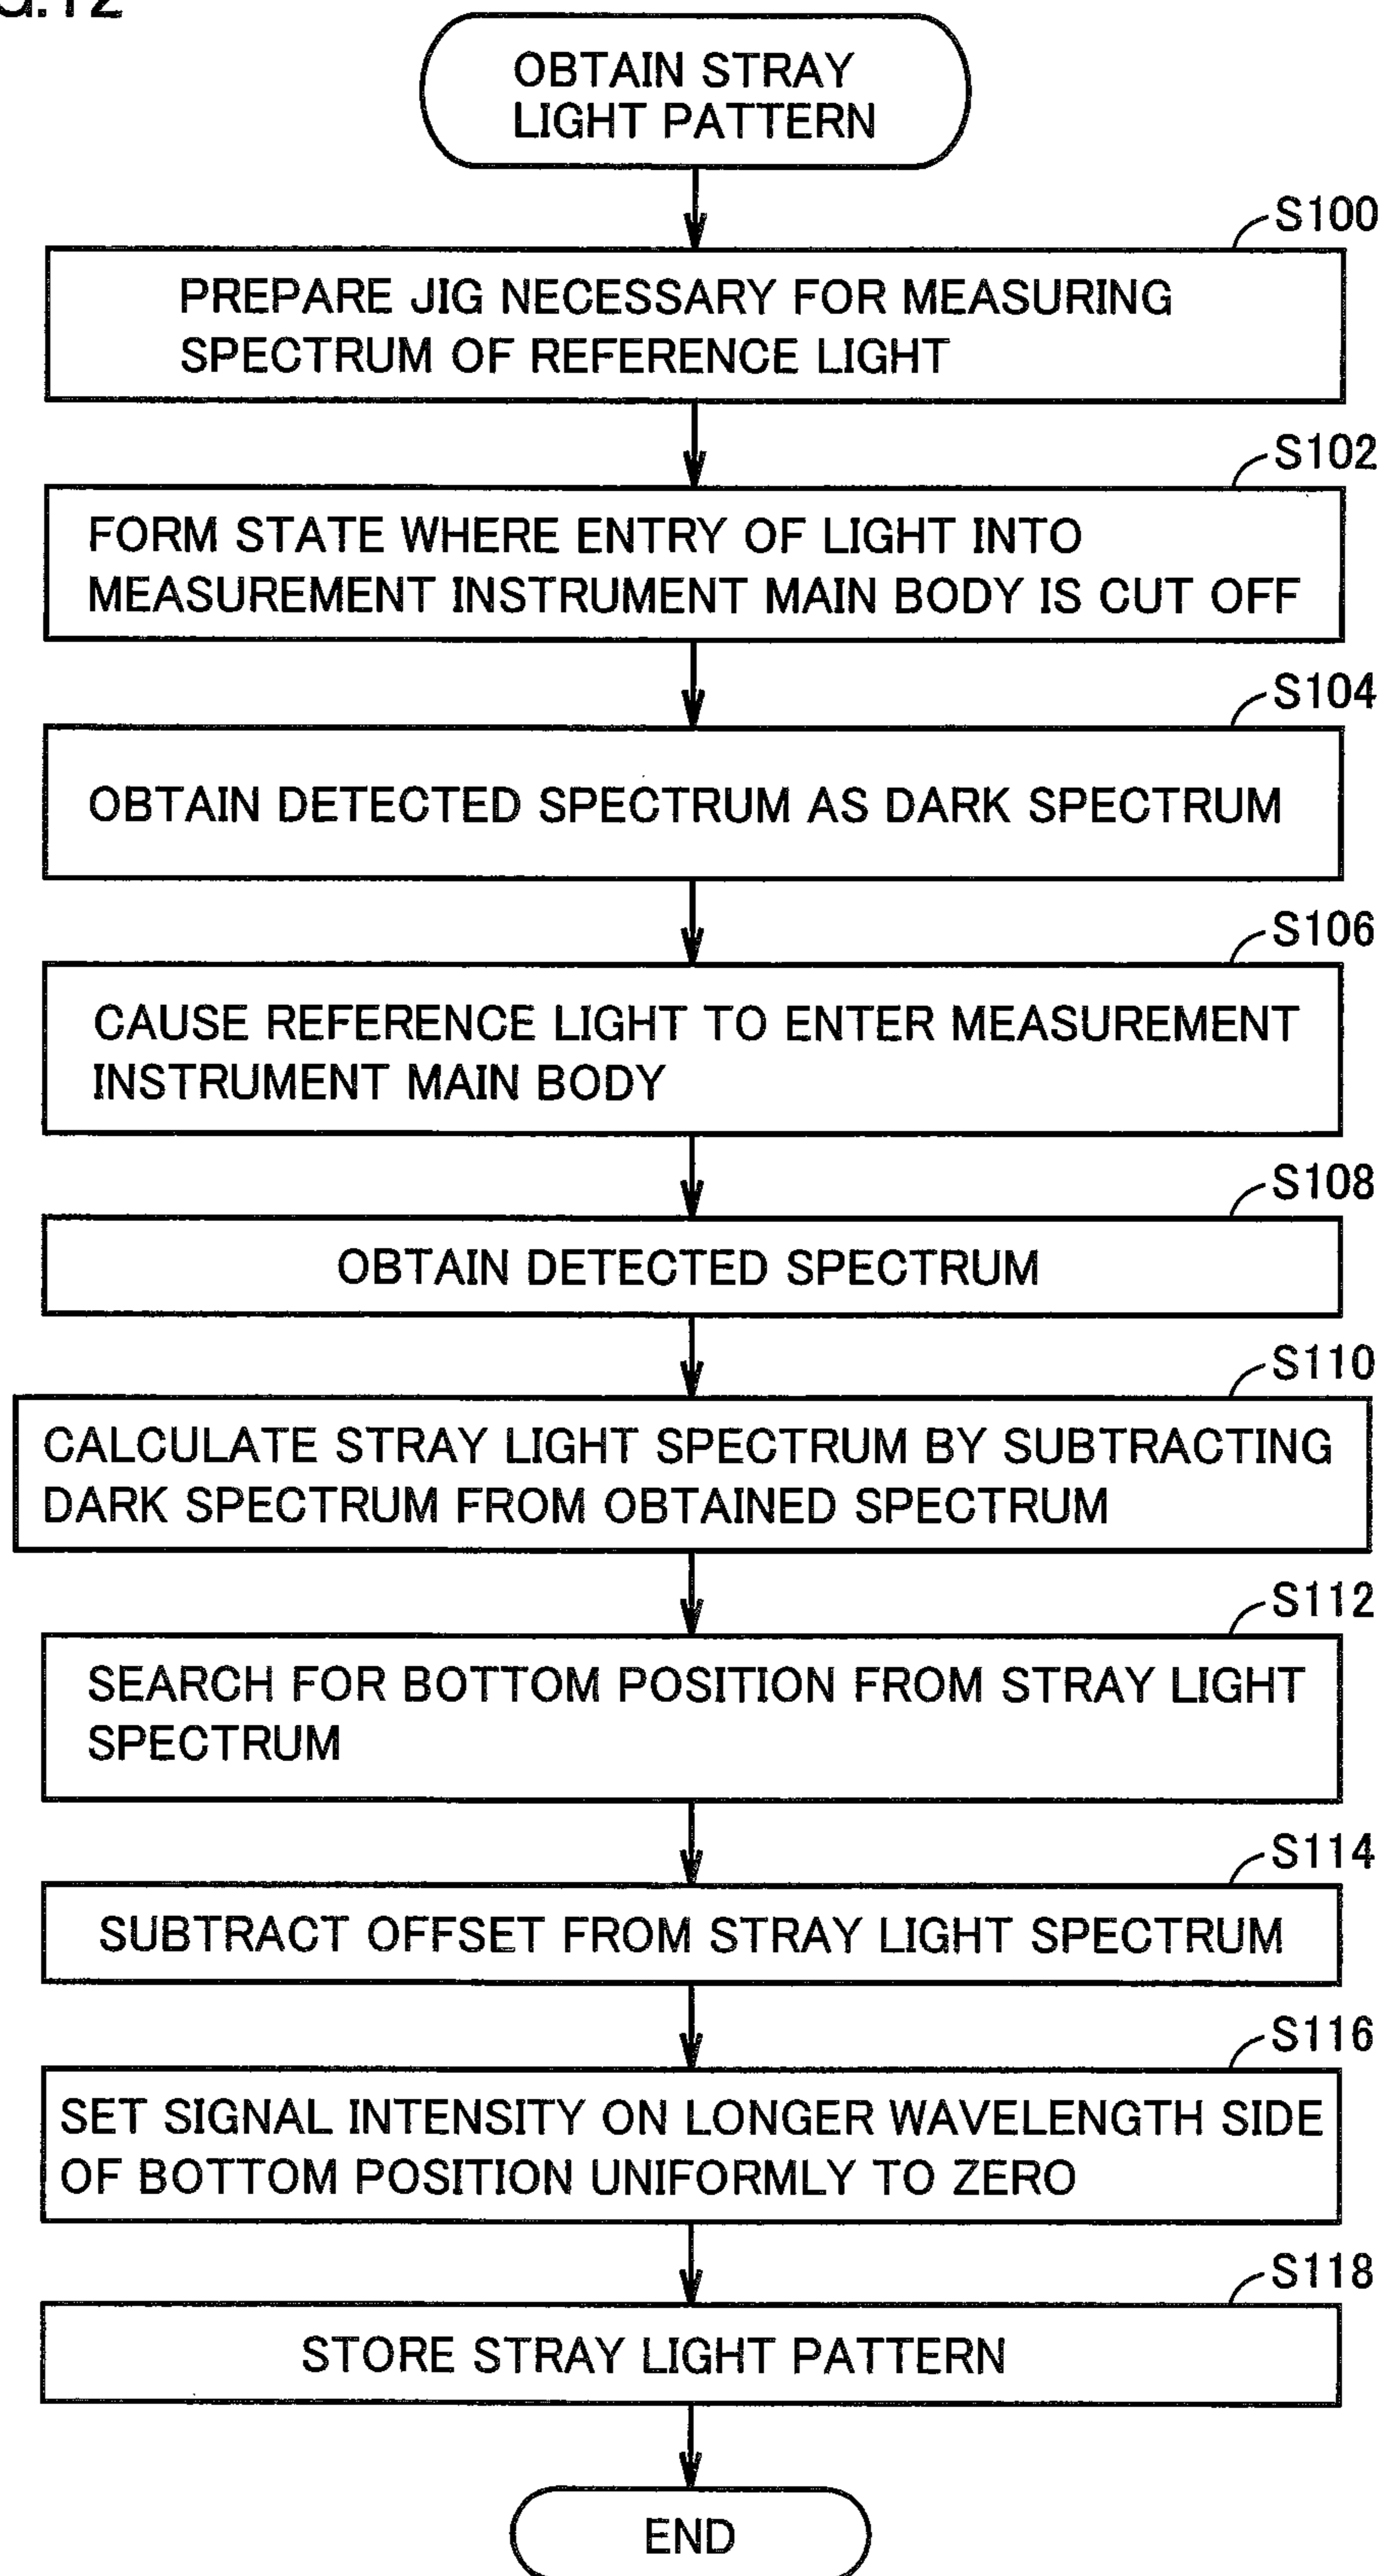 G.12
OBTAIN STRAY
LIGHT PATTERN
S100
PREPARE JIG NECESSARY FOR MEASURING
SPECTRUM OF REFERENCE LIGHT
S102
FORM STATE WHERE ENTRY OF LIGHT INTO
MEASUREMENT INSTRUMENT MAIN BODY IS CUT OFF
S104
OBTAIN DETECTED SPECTRUM AS DARK SPECTRUM
S106
CAUSE REFERENCE LIGHT TO ENTER MEASUREMENT
INSTRUMENT MAIN BODY
S108
OBTAIN DETECTED SPECTRUM
S110
CALCULATE STRAY LIGHT SPECTRUM BY SUBTRACTING
DARK SPECTRUM FROM OBTAINED SPECTRUM
S112
SEARCH FOR BOTTOM POSITION FROM STRAY LIGHT
SPECTRUM
S114
SUBTRACT OFFSET FROM STRAY LIGHT SPECTRUM
S116
SET SIGNAL INTENSITY ON LONGER WAVELENGTH SIDE
OF BOTTOM POSITION UNIFORMLY TO ZERO
S118
STORE STRAY LIGHT PATTERN
END